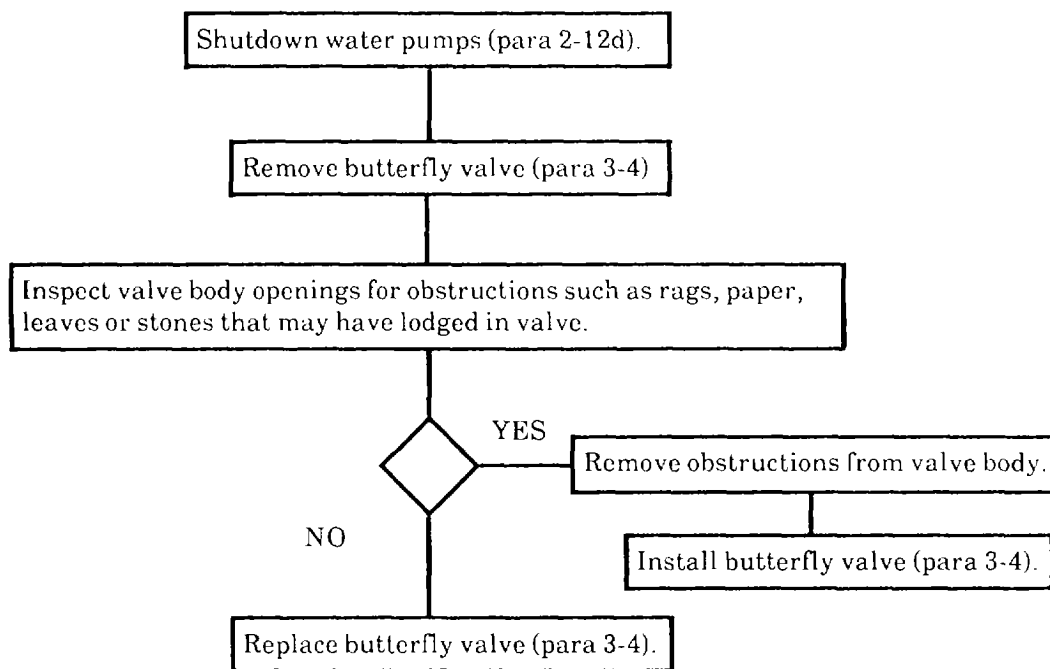 Shutdown water pumps (para 2-12d).
Remove butterfly valve (para 3-4)
Inspect valve body openings for obstructions such as rags, paper,
leaves or stones that may have lodged in valve.
YES
Remove obstructions from valve body.
NO
Install butterfly valve (para 3-4).
Replace butterfly valve (para 3-4).